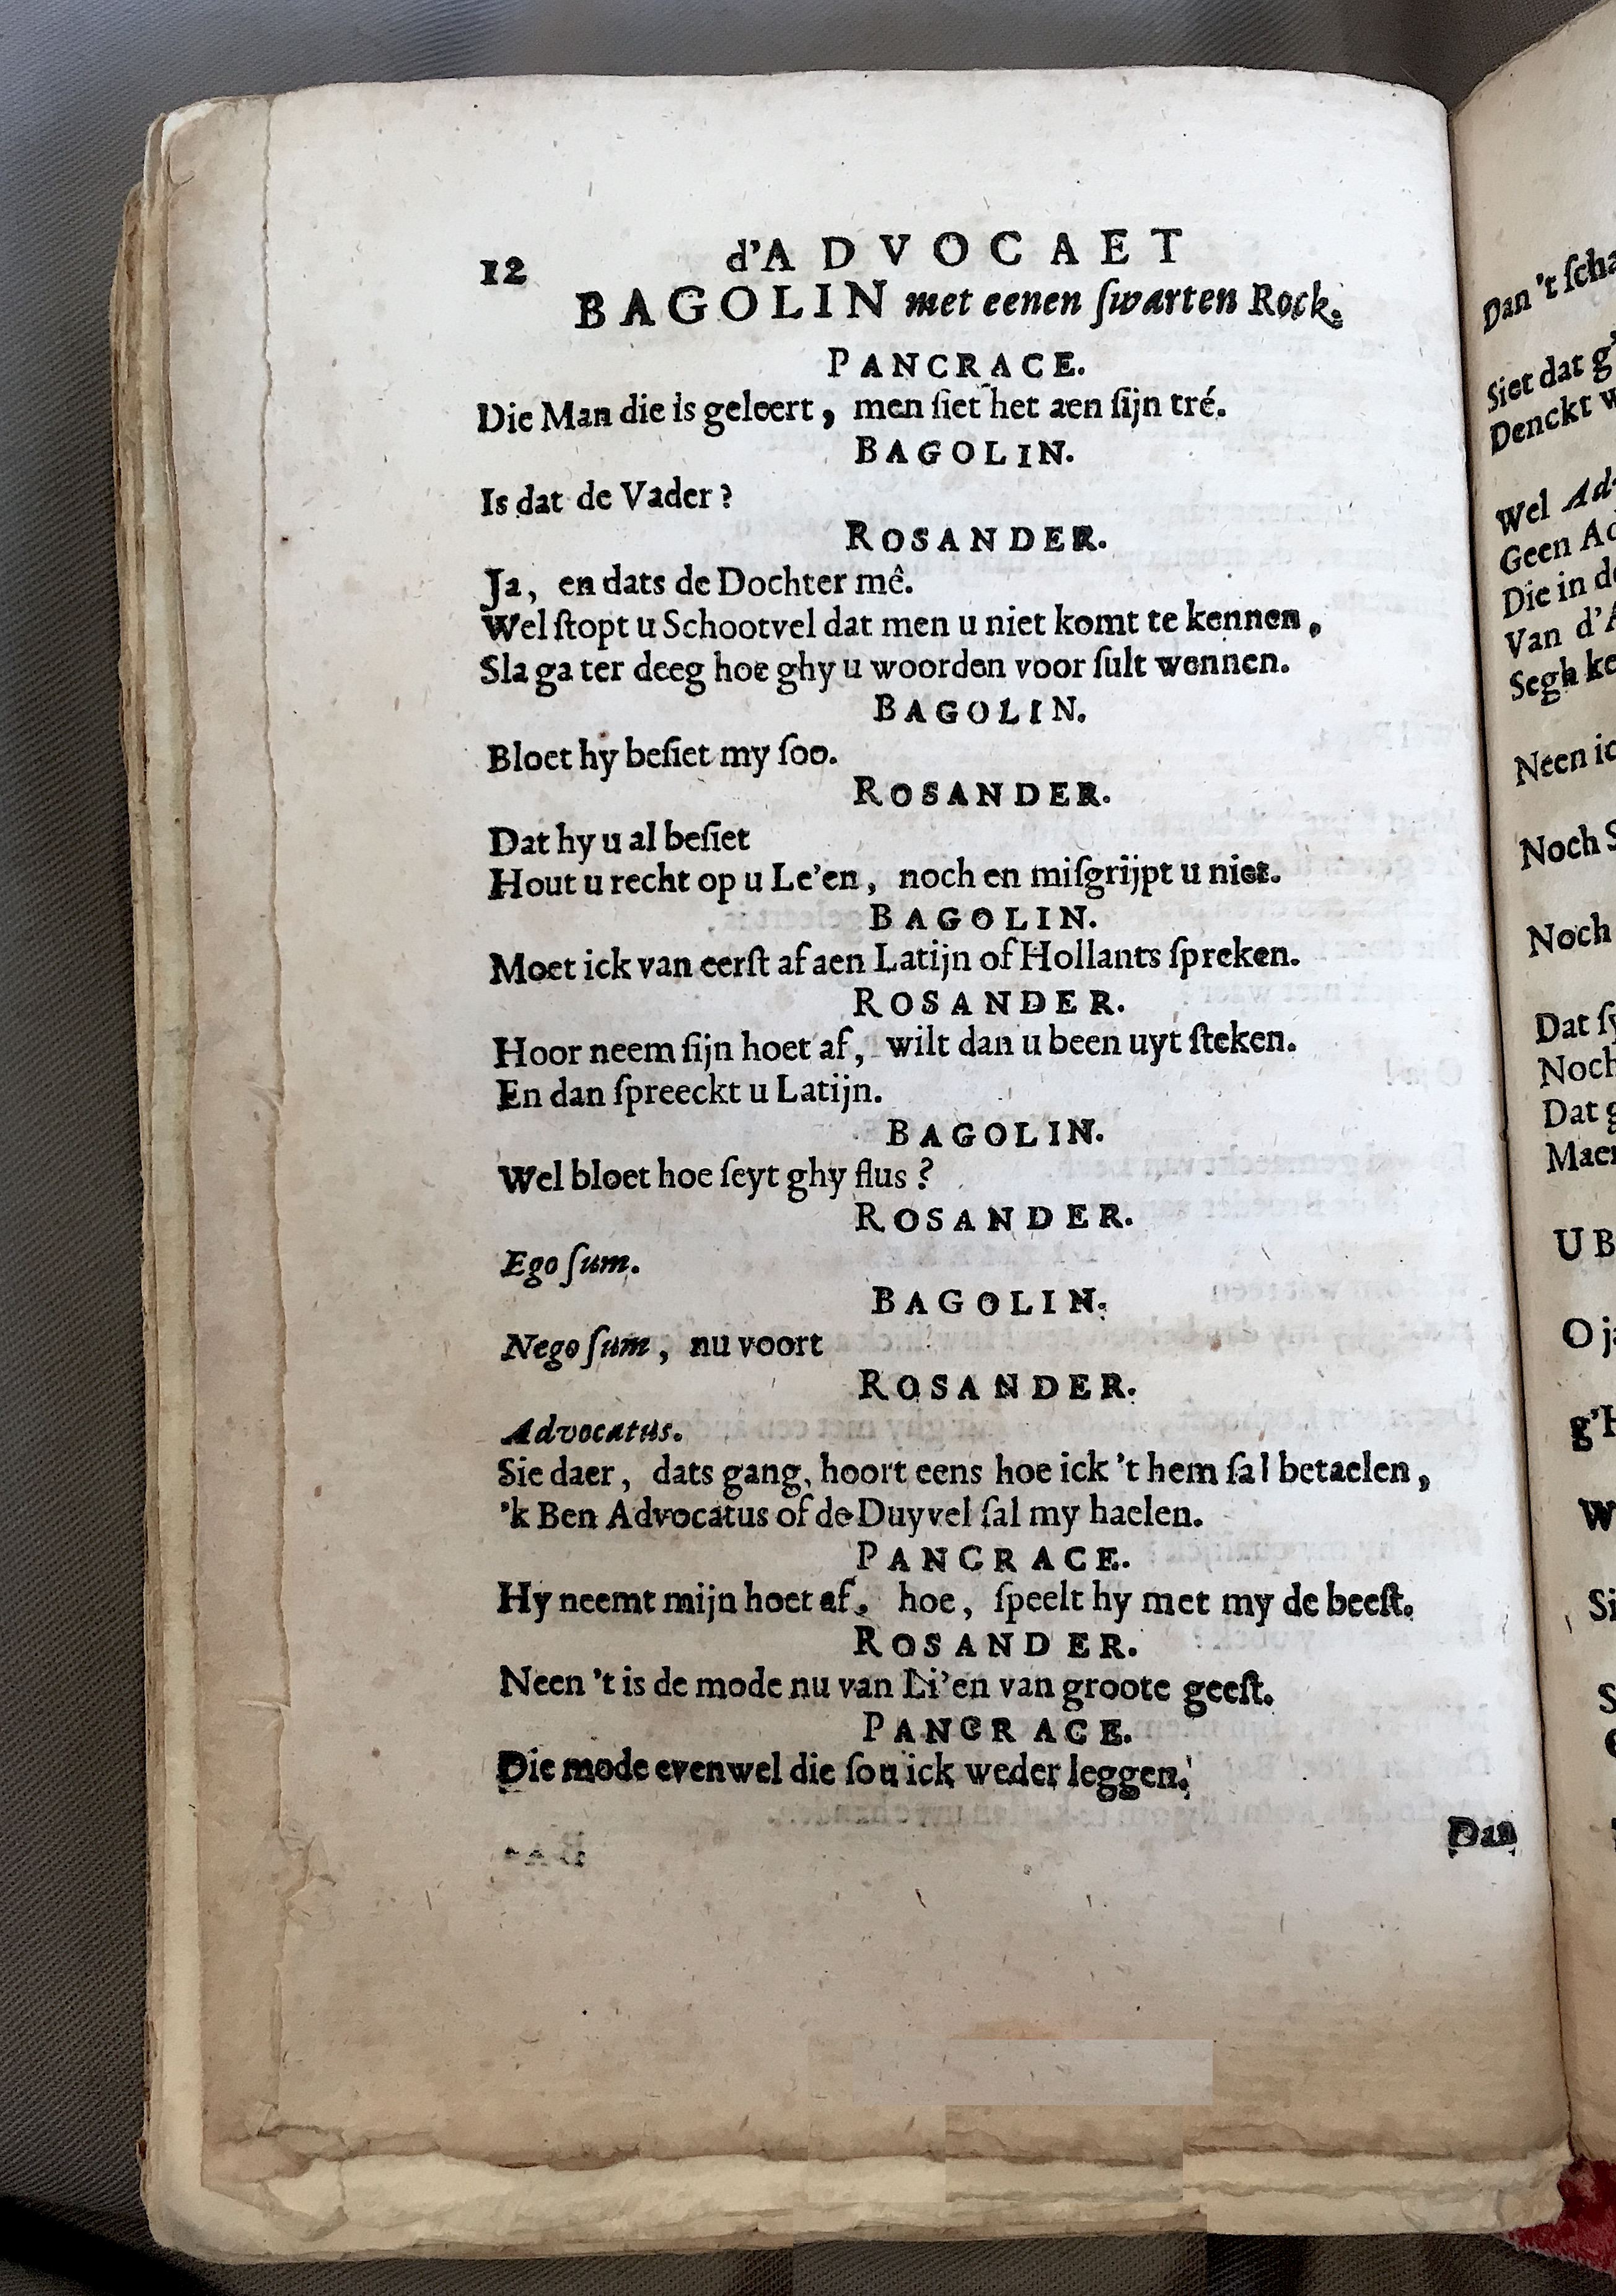 12 d'ADVOCAET
BAGOLIN met eenen ſwarten Rock.
PANCRACE.
Die Man die is geleert, men ſiet het aen ſijn tré.
BAGOLIN.
Is dat de Vader?
ROSANDER.
Ja, en dats de Dochter mê.
Wel ſtopt u Schootvel dat men u niet komt te kennen,
Sla ga ter deeg hoe ghy u woorden voor ſult wennen.
BAGOLIN.
Bloet hy beſiet my ſoo.
ROSANDER.
Dat hy u al beſiet
Hout u recht op u Le'en, noch en miſgrijpt u niet.
BAGOLIN.
Moet ick van eerſt af aen Latijn of Hollants ſpreken.
ROSANDER.
Hoor neem ſijn hoet af, wilt dan u been uyt ſteken.
En dan ſpreeckt u Latijn.
BAGOLIN.
Wel bloet hoe ſeyt ghy flus?
ROSANDER.
Ego ſum.
BAGOLIN.
Nego ſum, nu voort
ROSANDER.
Advocatus.
Sie daer, dats gang, hoort eens hoe ick 't hem ſal betaelen,
'k Ben Advocatus of de Duyvel ſal my haelen.
PANCRACE.
Hy neemt mijn hoet af, hoe, ſpeelt hy met my de beeſt.
ROSANDER.
Neen 't is de mode nu van Li'en van groote geeſt.
PANCRACE.
Die mode evenwel die ſou ick weder leggen.
Dan
Dan 't ſcha
Siet dat g'
Denckt w
Wel Ad-
Geen Ad
Die in de
Van d'A
Segh ke
Neen ic
Noch S
Noch
Dat ſy
Noch
Dat g
Maer
U B
O ja
g'H
W
Si
S